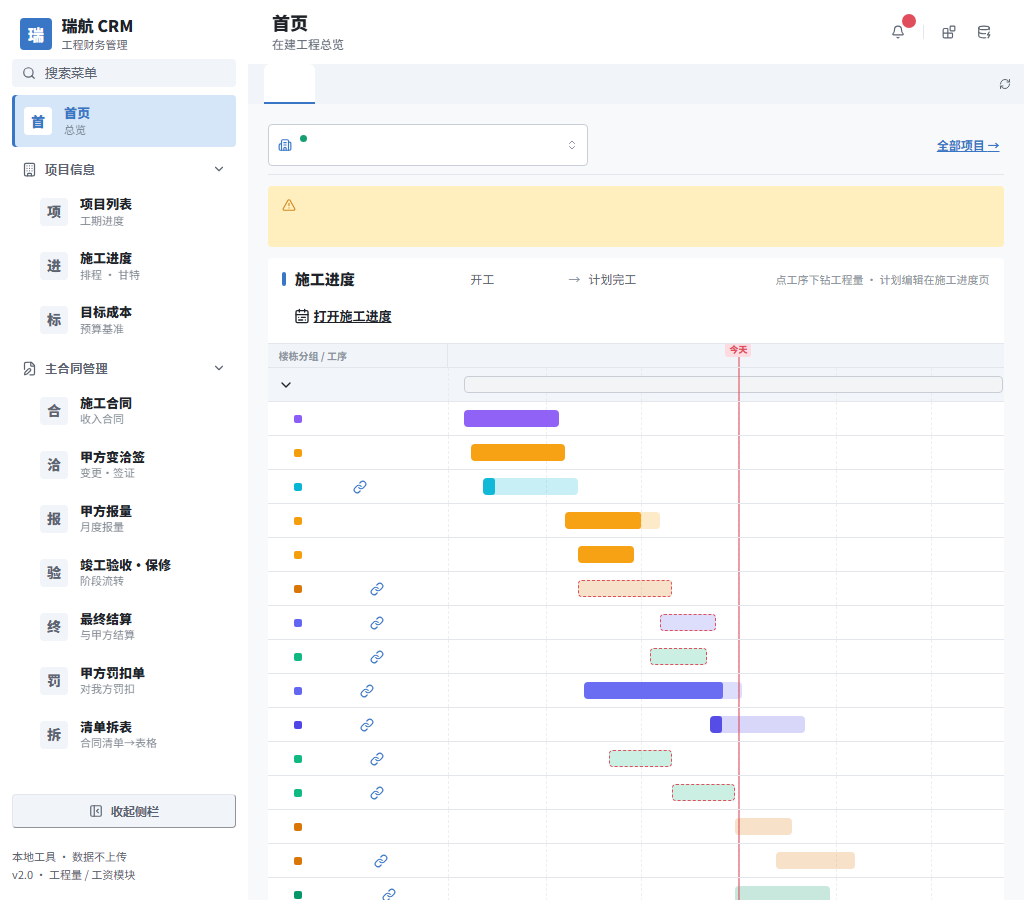 瑞
瑞航 CRM
工程财务管理
搜索菜单
首
首页
总览
项目信息
项
项目列表
工期进度
进
施工进度
排程 · 甘特
标
目标成本
预算基准
主合同管理
合
施工合同
收入合同
洽
甲方变洽签
变更·签证
报
甲方报量
月度报量
验
竣工验收·保修
阶段流转
终
最终结算
与甲方结算
罚
甲方罚扣单
对我方罚扣
拆
清单拆表
合同清单→表格
收起侧栏
本地工具 · 数据不上传
v2.0 · 工程量 / 工资模块
首页
在建工程总览
全部项目 →
施工进度
开工
→ 计划完工
点工序下钻工程量 · 计划编辑在施工进度页
打开施工进度
楼栋分组 / 工序
今天